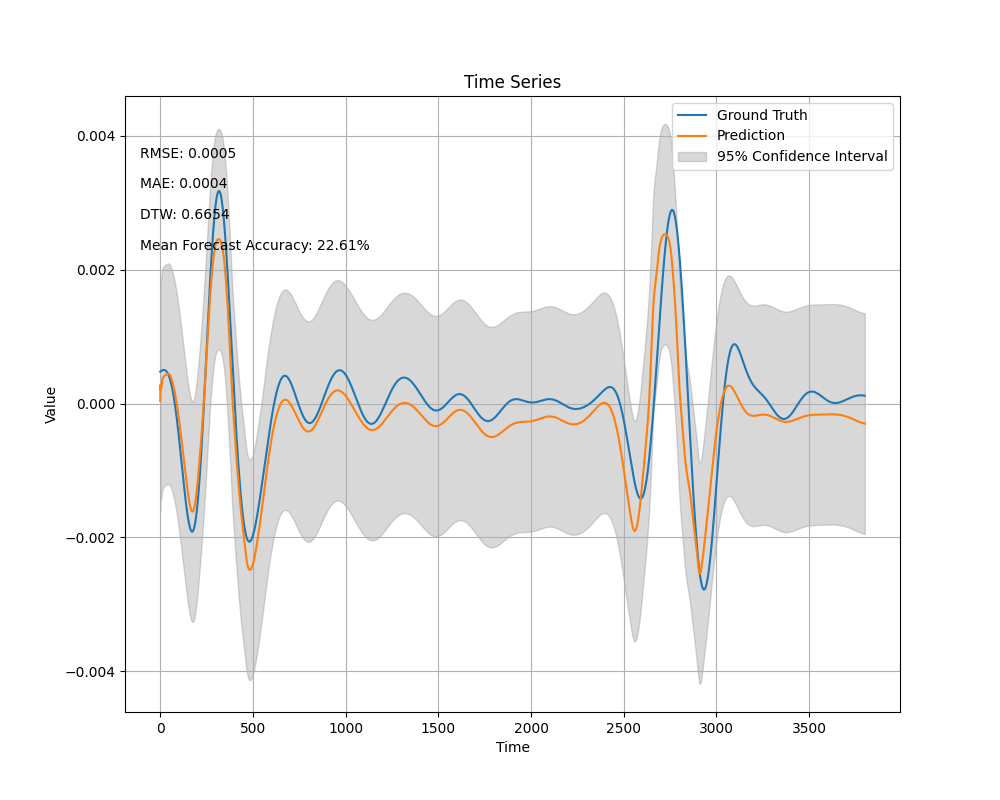 Time Series
Ground Truth
Prediction
95% Confidence Interval
RMSE: 0.0005
MAE: 0.0004
DTW: 0.6654
Mean Forecast Accuracy: 22.61%
0.004
0.002
0.000
−0.002
−0.004
Value
0 500 1000 1500 2000 2500 3000 3500
Time